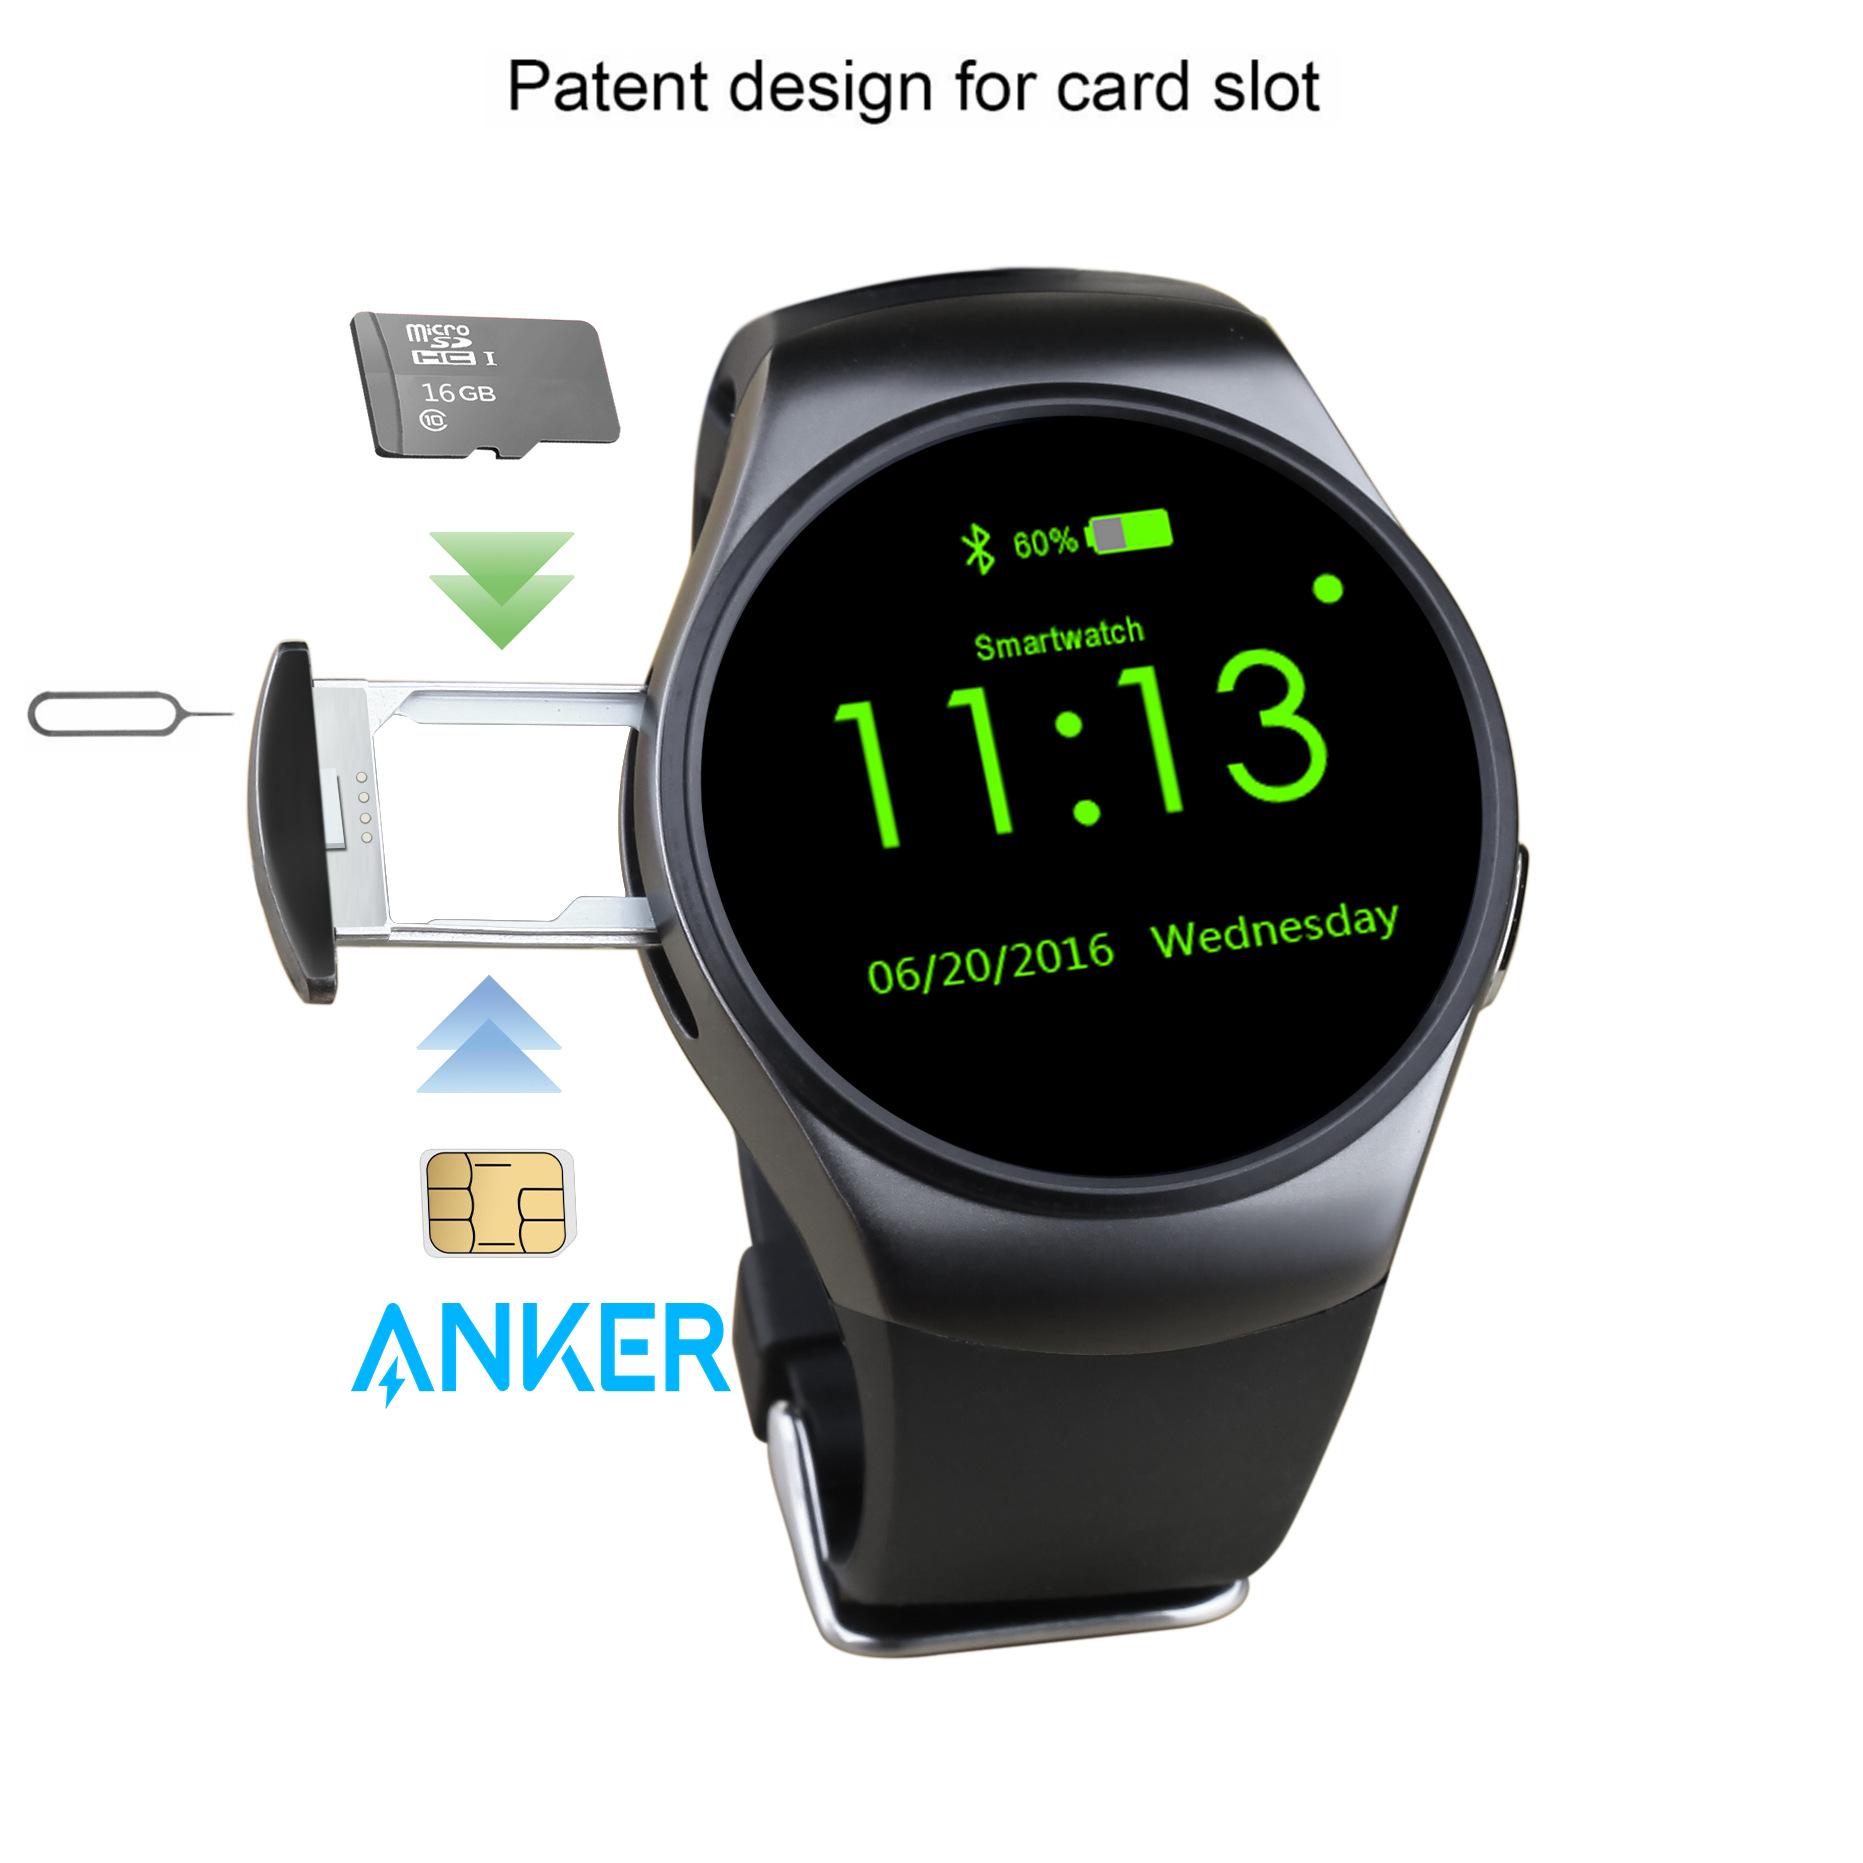 Patent design for card slot
micro
SD
HC I
16GB
10
60%
Smartwatch
11:13
06/20/2016 Wednesday
ANKER